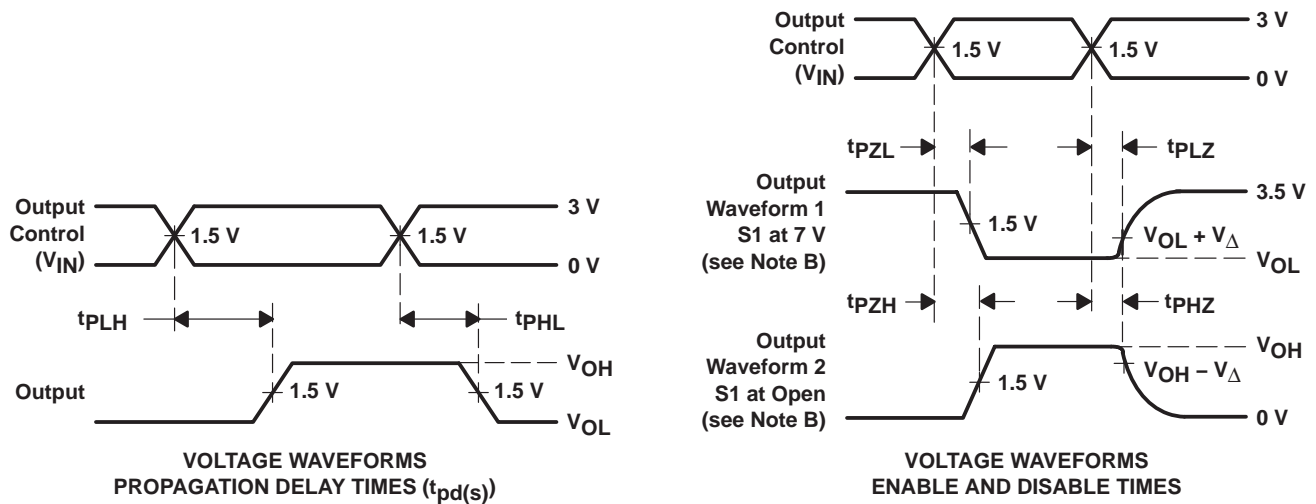 Output
Control
(VIN)
3 V
1.5 V
1.5 V
0 V
tPLH
tPHL
Output
VOH
1.5 V
1.5 V
VOL
VOLTAGE WAVEFORMS
PROPAGATION DELAY TIMES (tpd(s))
Output
Control
(VIN)
3 V
1.5 V
1.5 V
0 V
tPZL
tPLZ
Output
Waveform 1
S1 at 7 V
(see Note B)
3.5 V
1.5 V
VOL + VΔ
VOL
tPZH
tPHZ
Output
Waveform 2
S1 at Open
(see Note B)
VOH
1.5 V
VOH − VΔ
0 V
VOLTAGE WAVEFORMS
ENABLE AND DISABLE TIMES